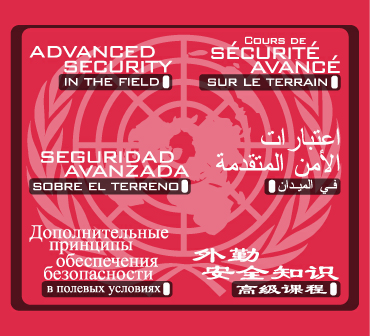 ADVANCED
SECURITY
IN THE FIELD
COURS DE
SÉCURITÉ
AVANCÉ
SUR LE TERRAIN
SEGURIDAD
AVANZADA
SOBRE EL TERRENO
اعتبارات
الأمن المتقدمة
في الميدان
Дополнительные
принципы
обеспечения
безопасности
в полевых условиях
外勤
安全知识
高级课程